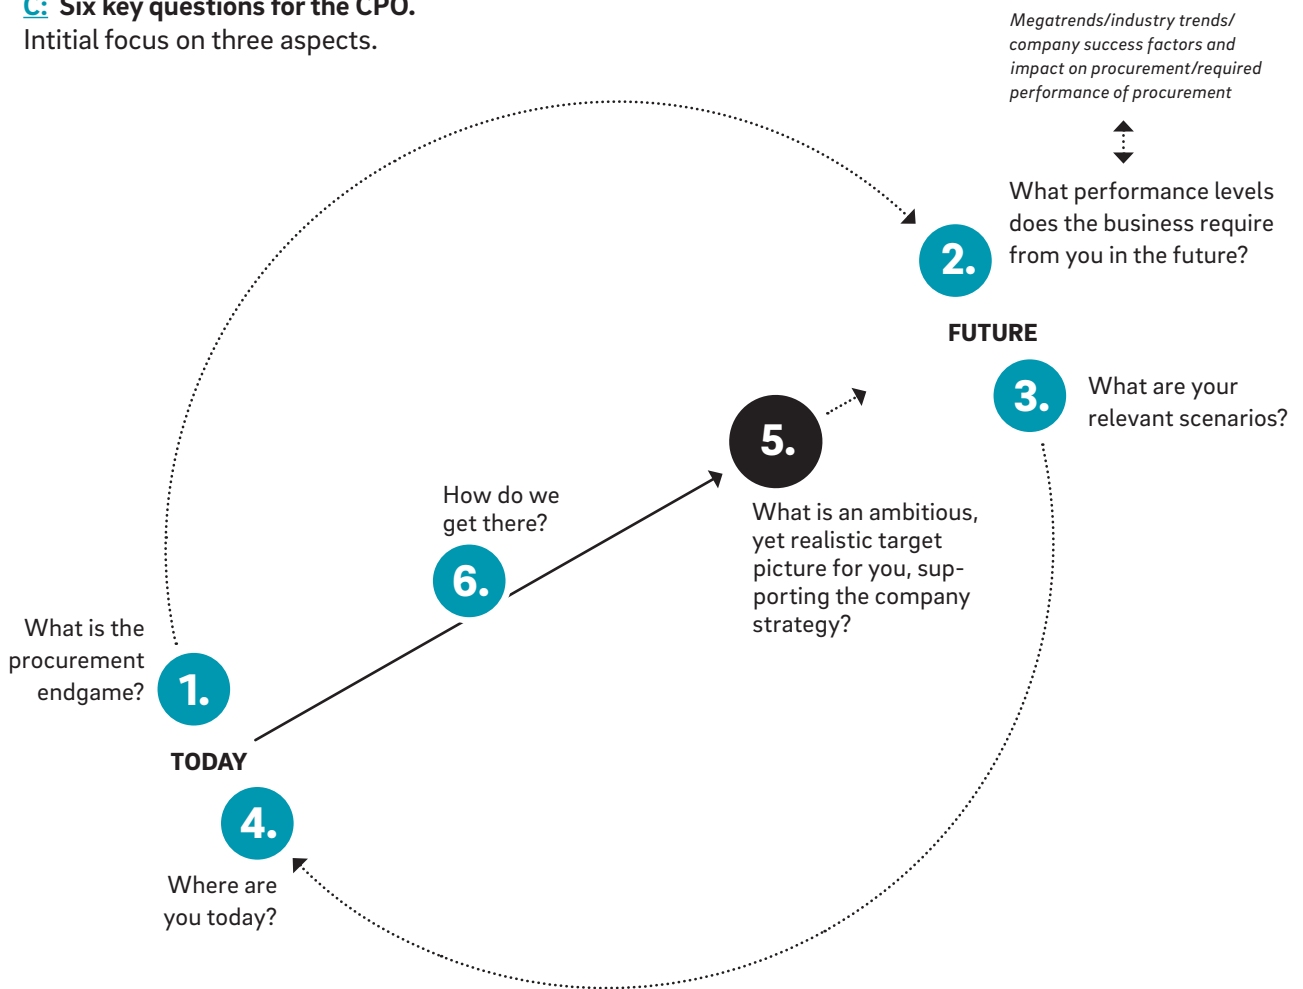 C: Six key questions for the CPO.
Intitial focus on three aspects.
Megatrends/industry trends/
company success factors and
impact on procurement/required
performance of procurement
What performance levels
does the business require
from you in the future?
2.
FUTURE
3.
What are your
relevant scenarios?
5.
What is an ambitious,
yet realistic target
picture for you, sup-
porting the company
strategy?
How do we
get there?
6.
What is the
procurement
endgame?
1.
TODAY
4.
Where are
you today?